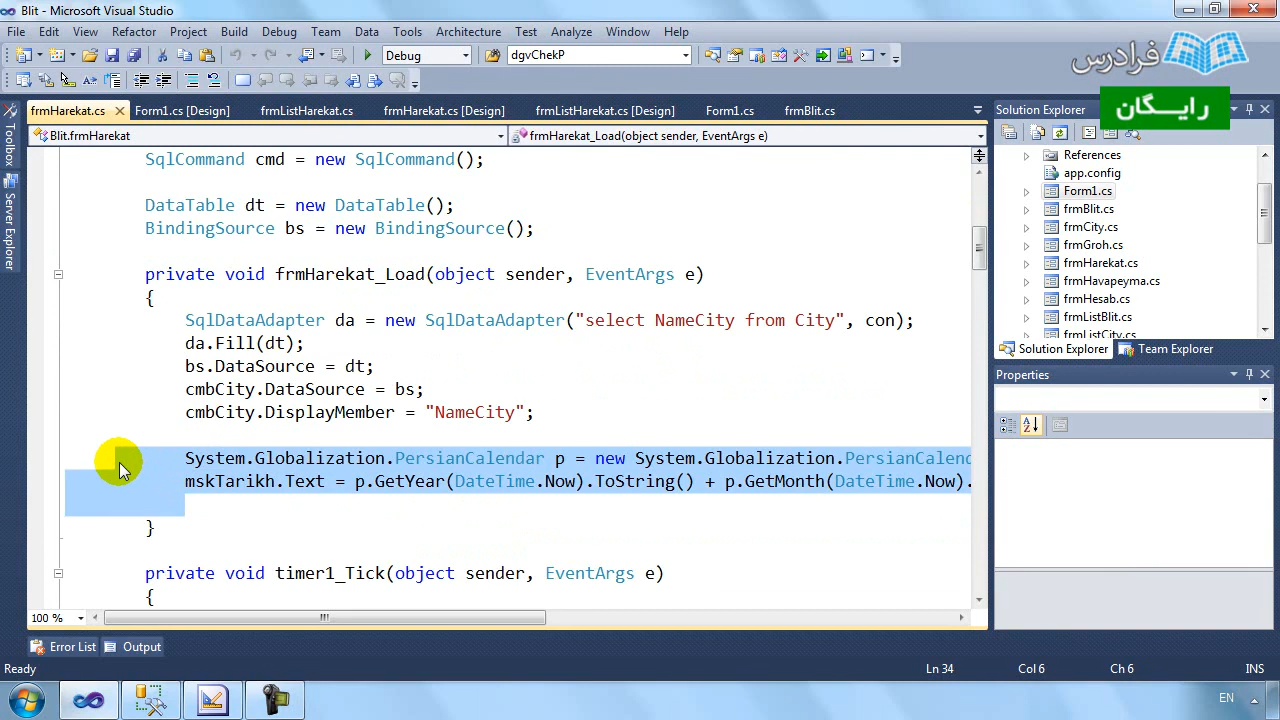 Blit - Microsoft Visual Studio
File Edit View Refactor Project Build Debug Team Data Tools Architecture Test Analyze Window Help
Debug dgvChekP
فرادرس
رایگان
frmHarekat.cs Form1.cs [Design] frmListHarekat.cs frmHarekat.cs [Design] frmListHarekat.cs [Design] Form1.cs frmBlit.cs
Blit.frmHarekat frmHarekat_Load(object sender, EventArgs e)
Toolbox
Server Explorer
SqlCommand cmd = new SqlCommand();
DataTable dt = new DataTable();
BindingSource bs = new BindingSource();
private void frmHarekat_Load(object sender, EventArgs e)
{
SqlDataAdapter da = new SqlDataAdapter("select NameCity from City", con);
da.Fill(dt);
bs.DataSource = dt;
cmbCity.DataSource = bs;
cmbCity.DisplayMember = "NameCity";
System.Globalization.PersianCalendar p = new System.Globalization.PersianCalend
mskTarikh.Text = p.GetYear(DateTime.Now).ToString() + p.GetMonth(DateTime.Now).
}
private void timer1_Tick(object sender, EventArgs e)
{
100 %
Solution Explorer
References
app.config
Form1.cs
frmBlit.cs
frmCity.cs
frmGroh.cs
frmHarekat.cs
frmHavapeyma.cs
frmHesab.cs
frmListBlit.cs
frmListCity.cs
Solution Explorer Team Explorer
Properties
Error List Output
Ready Ln 34 Col 6 Ch 6 INS
EN